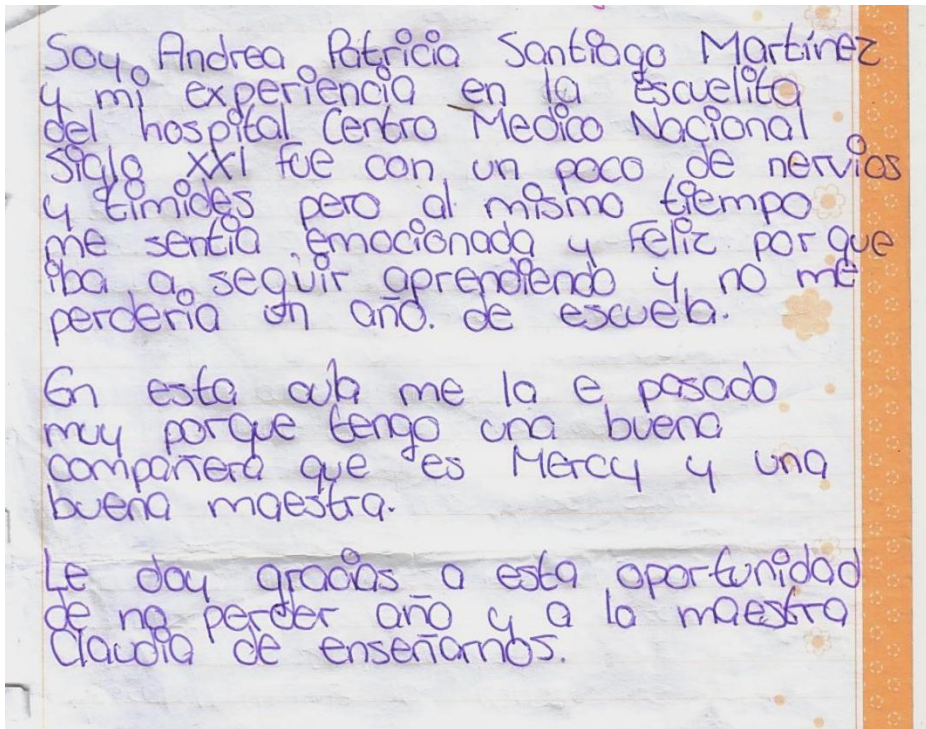 Soy Andrea Patricia Santiago Martínez
y mi experiencia en la escuelita
del hospital Centro Medico Nacional
Siglo XXI fue con un poco de nervios
y timides pero al mismo tiempo
me sentia emocionada y feliz porque
iba a seguir aprendiendo y no me
perderia un año. de escuela.
En esta aula me la e pasado
muy porque tengo una buena
compañera que es Mercy y una
buena maestra.
Le doy gracias a esta oportunidad
de no perder año y a la maestra
Claudia de enseñarnos.